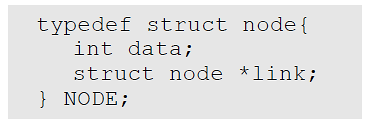 typedef struct node{
int data;
struct node *link;
} NODE;